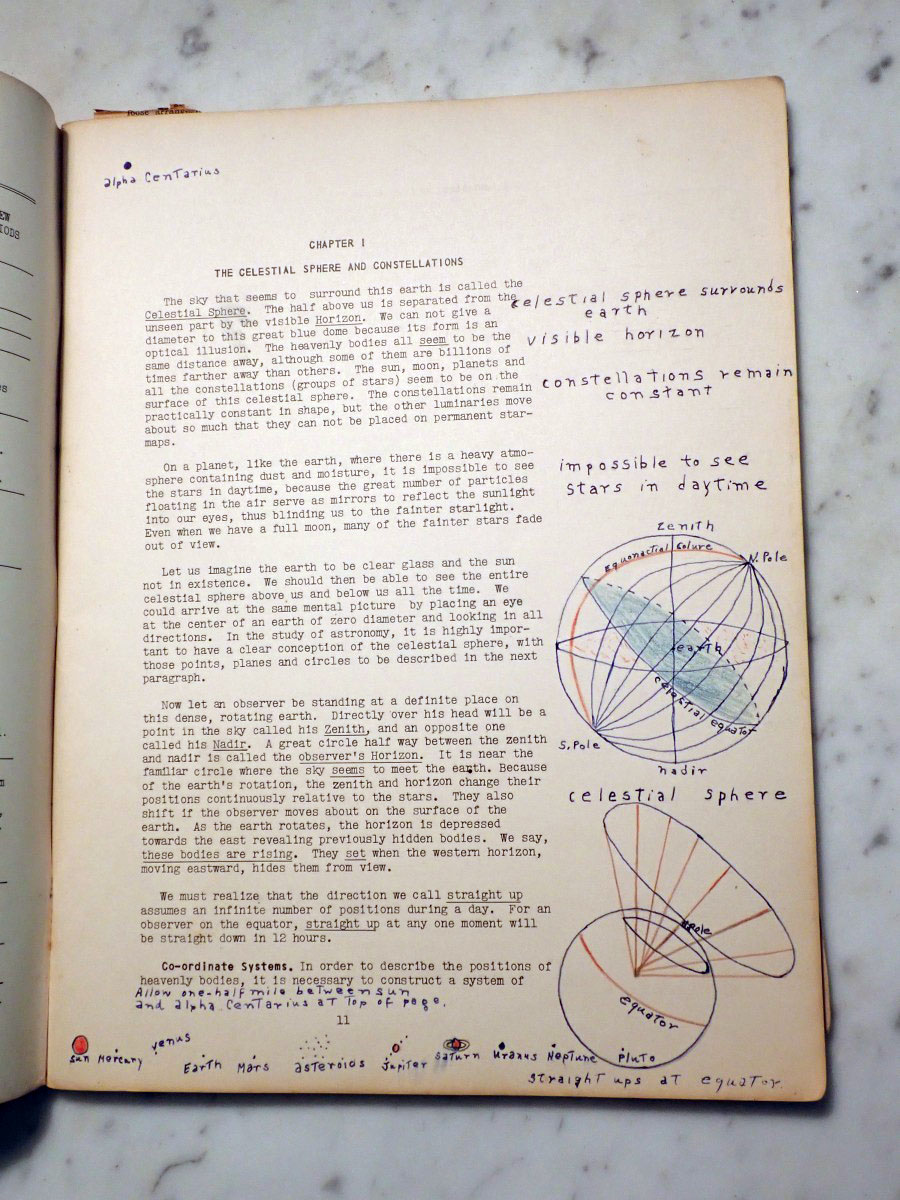 loose arrange
EW
IODS
alpha Centarius
CHAPTER I
THE CELESTIAL SPHERE AND CONSTELLATIONS
The sky that seems to surround this earth is called the
Celestial Sphere. The half above us is separated from the
unseen part by the visible Horizon. We can not give a
diameter to this great blue dome because its form is an
optical illusion. The heavenly bodies all seem to be the
same distance away, although some of them are billions of
times farther away than others. The sun, moon, planets and
all the constellations (groups of stars) seem to be on the
surface of this celestial sphere. The constellations remain
practically constant in shape, but the other luminaries move
about so much that they can not be placed on permanent star-
maps.
celestial sphere surrounds
earth
visible horizon
constellations remain
constant
On a planet, like the earth, where there is a heavy atmo-
sphere containing dust and moisture, it is impossible to see
the stars in daytime, because the great number of particles
floating in the air serve as mirrors to reflect the sunlight
into our eyes, thus blinding us to the fainter starlight.
Even when we have a full moon, many of the fainter stars fade
out of view.
impossible to see
stars in daytime
Let us imagine the earth to be clear glass and the sun
not in existence. We should then be able to see the entire
celestial sphere above us and below us all the time. We
could arrive at the same mental picture by placing an eye
at the center of an earth of zero diameter and looking in all
directions. In the study of astronomy, it is highly impor-
tant to have a clear conception of the celestial sphere, with
those points, planes and circles to be described in the next
paragraph.
zenith
Equonoctial Colure
N. Pole
earth
celestial equator
S. Pole
nadir
celestial sphere
Now let an observer be standing at a definite place on
this dense, rotating earth. Directly over his head will be a
point in the sky called his Zenith, and an opposite one
called his Nadir. A great circle half way between the zenith
and nadir is called the observer's Horizon. It is near the
familiar circle where the sky seems to meet the earth. Because
of the earth's rotation, the zenith and horizon change their
positions continuously relative to the stars. They also
shift if the observer moves about on the surface of the
earth. As the earth rotates, the horizon is depressed
towards the east revealing previously hidden bodies. We say,
these bodies are rising. They set when the western horizon,
moving eastward, hides them from view.
We must realize that the direction we call straight up
assumes an infinite number of positions during a day. For an
observer on the equator, straight up at any one moment will
be straight down in 12 hours.
Co-ordinate Systems. In order to describe the positions of
heavenly bodies, it is necessary to construct a system of
pole
equator
Allow one-half mile between sun
and alpha Centarius at top of page.
11
Sun Mercury Venus Earth Mars asteroids Jupiter Saturn Uranus Neptune Pluto
straight ups at equator.